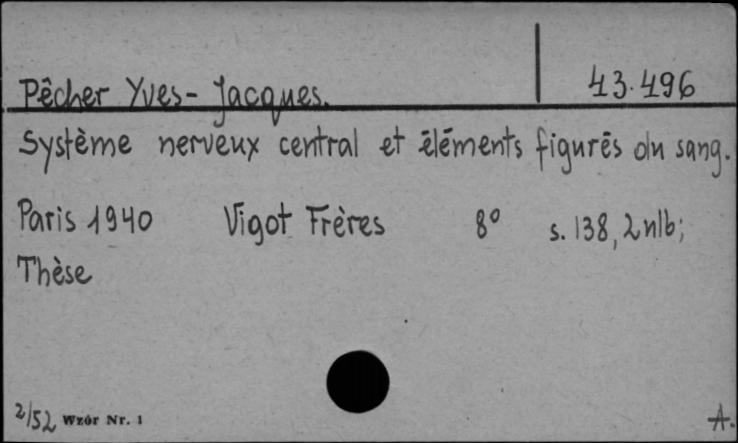 Pêcher Yves-Jacques. 43.496
Système nerveux central et éléments figurés du sang.
Paris 1940 Vigot Frères 8° s. 138, 2 nlb;
Thèse
2/52 Wzór Nr. 1 A.